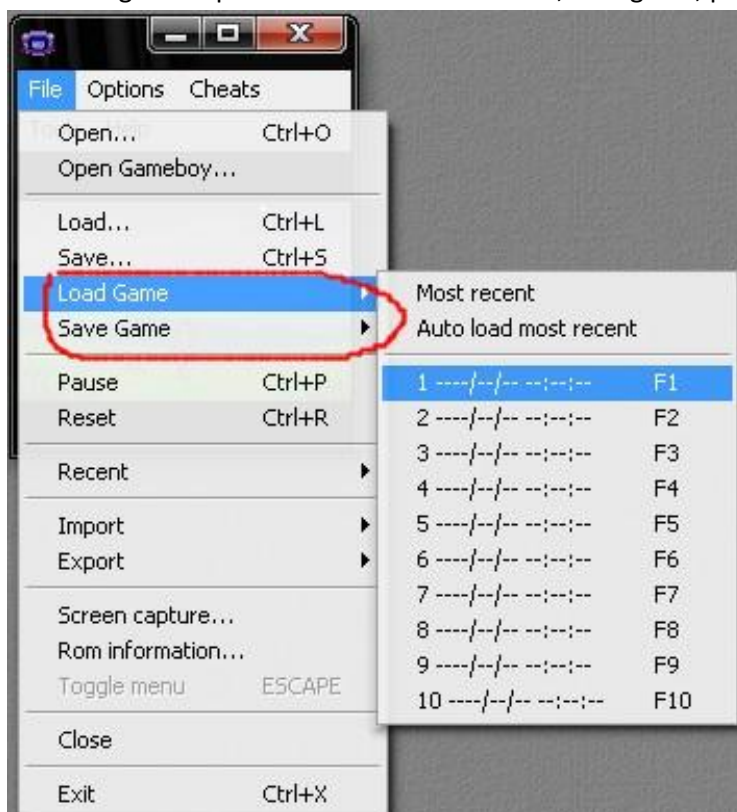 File Options Cheats
Open... Ctrl+O
Open Gameboy...
Load... Ctrl+L
Save... Ctrl+S
Load Game
Save Game
Pause Ctrl+P
Reset Ctrl+R
Recent
Import
Export
Screen capture...
Rom information...
Toggle menu ESCAPE
Close
Exit Ctrl+X
Most recent
Auto load most recent
1 ----/--/-- --:--:-- F1
2 ----/--/-- --:--:-- F2
3 ----/--/-- --:--:-- F3
4 ----/--/-- --:--:-- F4
5 ----/--/-- --:--:-- F5
6 ----/--/-- --:--:-- F6
7 ----/--/-- --:--:-- F7
8 ----/--/-- --:--:-- F8
9 ----/--/-- --:--:-- F9
10 ----/--/-- --:--:-- F10